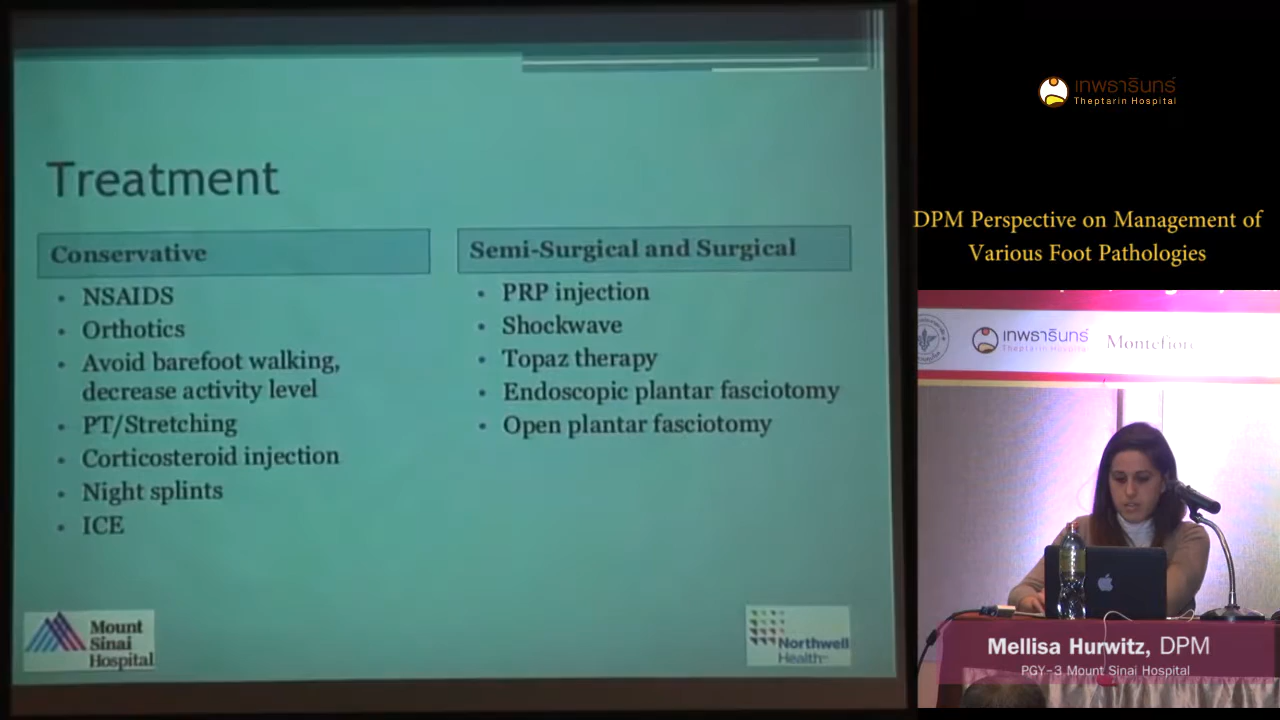 Treatment
Conservative
• NSAIDS
• Orthotics
• Avoid barefoot walking,
decrease activity level
• PT/Stretching
• Corticosteroid injection
• Night splints
• ICE
Semi-Surgical and Surgical
• PRP injection
• Shockwave
• Topaz therapy
• Endoscopic plantar fasciotomy
• Open plantar fasciotomy
Mount
Sinai
Hospital
Northwell
Health
เทพธารินทร์
Theptarin Hospital
DPM Perspective on Management of
Various Foot Pathologies
เทพธารินทร์
Theptarin Hospital
Montefiore
Mellisa Hurwitz, DPM
PGY-3 Mount Sinai Hospital